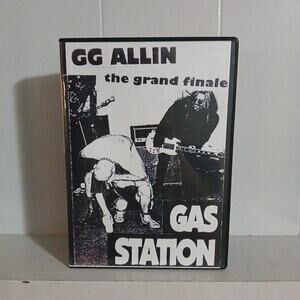 GG ALLIN
the grand finale
GAS
STATION